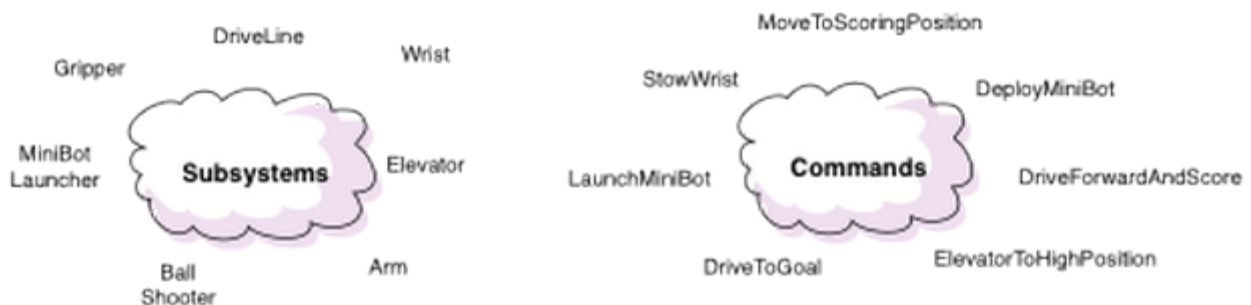 DriveLine
Wrist
Gripper
MiniBot
Launcher
Subsystems
Elevator
Ball
Shooter
Arm
MoveToScoringPosition
StowWrist
DeployMiniBot
LaunchMiniBot
Commands
DriveForwardAndScore
DriveToGoal
ElevatorToHighPosition